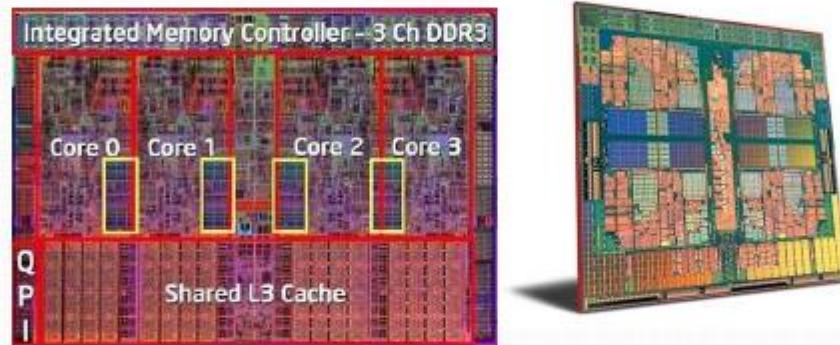 Integrated Memory Controller - 3 Ch DDR3
Core 0 Core 1 Core 2 Core 3
Q
P
I
Shared L3 Cache